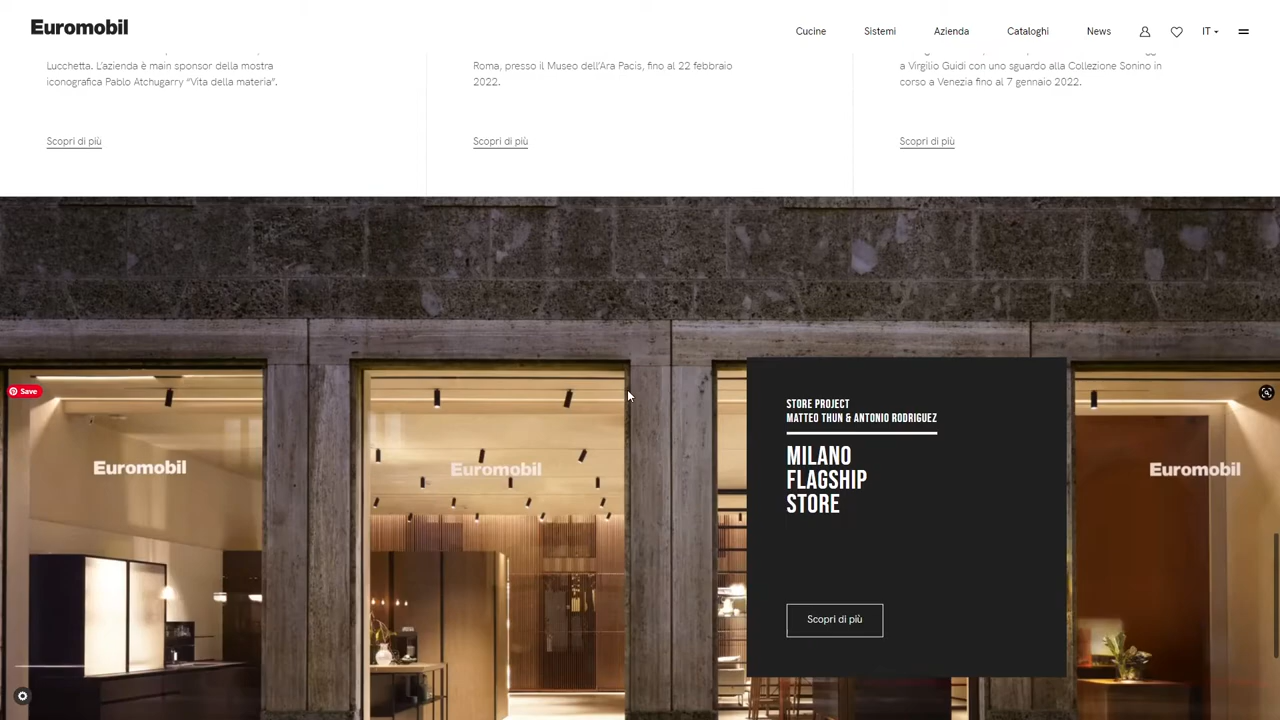 Euromobil
Cucine
Sistemi
Azienda
Cataloghi
News
IT
Lucchetta. L'azienda è main sponsor della mostra
iconografica Pablo Atchugarry “Vita della materia”.
Scopri di più
Roma, presso il Museo dell'Ara Pacis, fino al 22 febbraio
2022.
Scopri di più
a Virgilio Guidi con uno sguardo alla Collezione Sonino in
corso a Venezia fino al 7 gennaio 2022.
Scopri di più
Save
Euromobil
Euromobil
STORE PROJECT
MATTEO THUN & ANTONIO RODRIGUEZ
MILANO
FLAGSHIP
STORE
Scopri di più
Euromobil